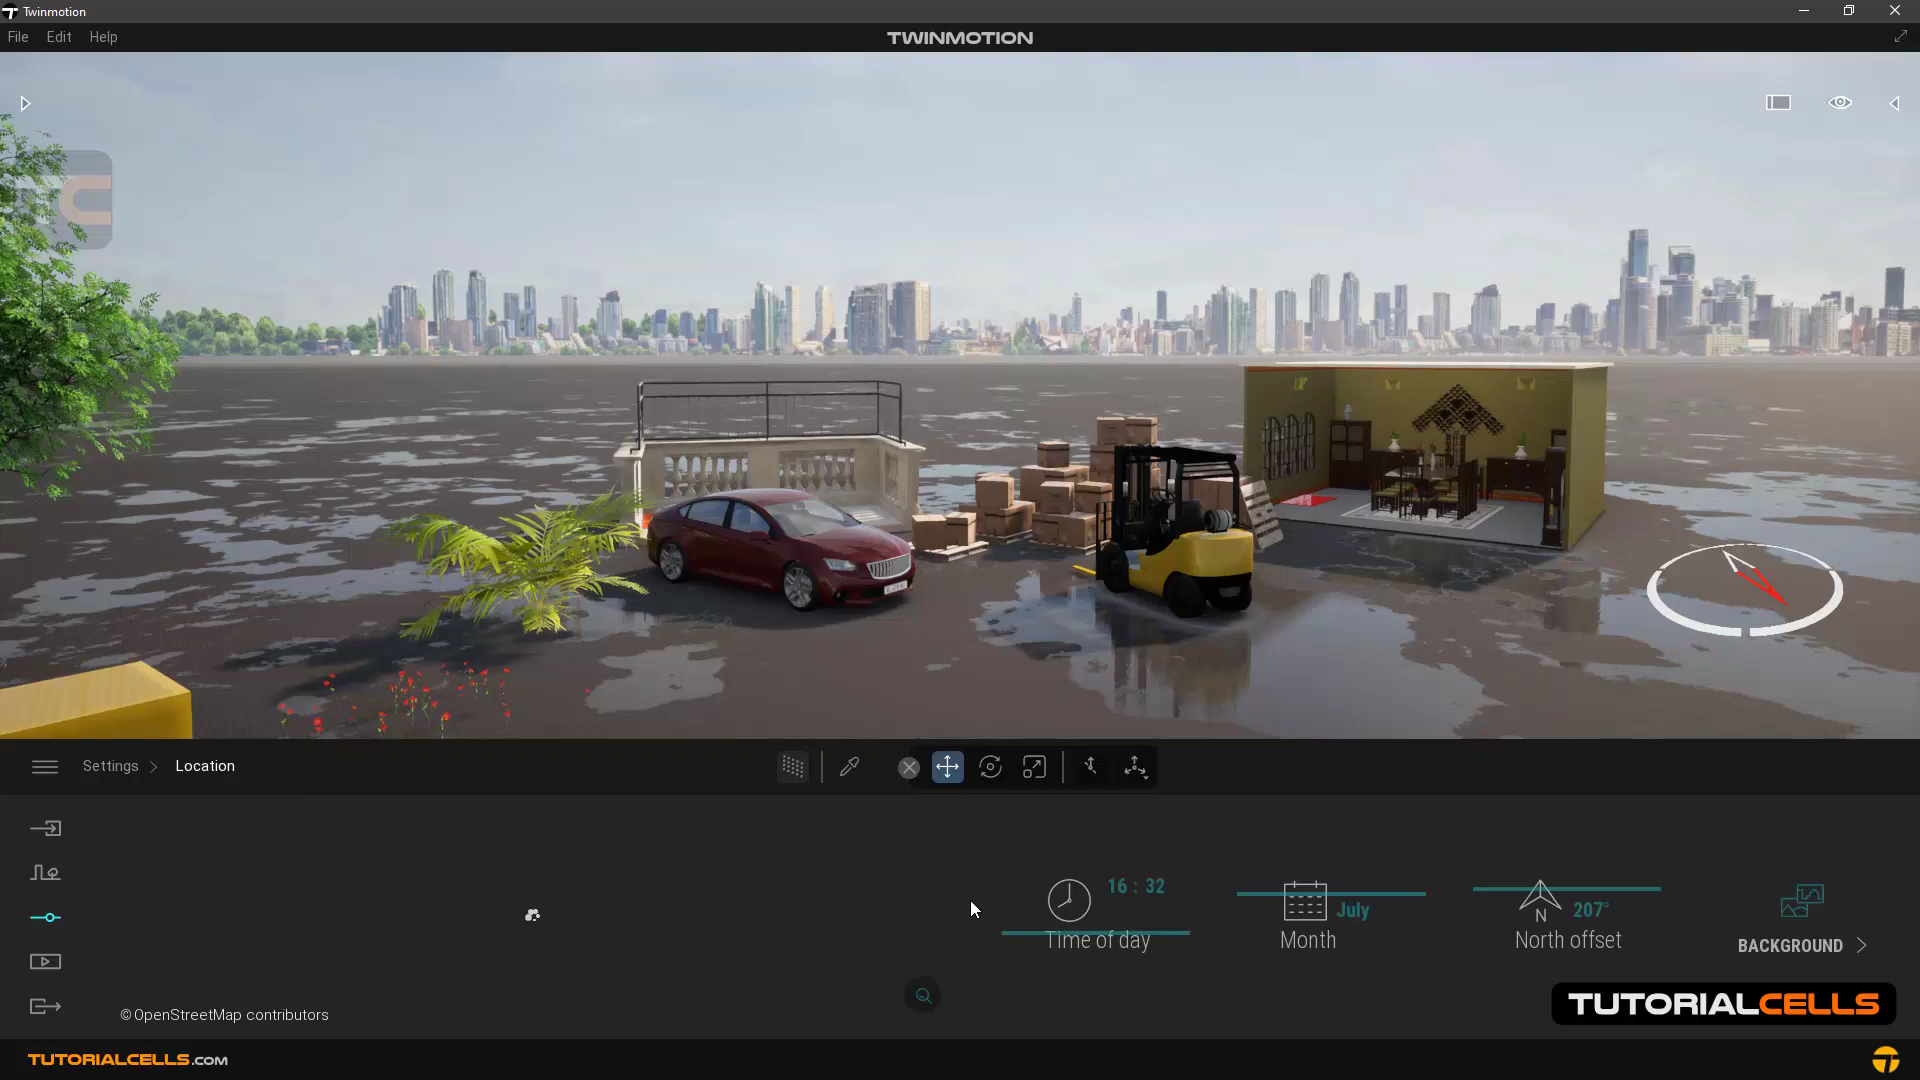 Twinmotion
File Edit Help
TWINMOTION
C
Settings > Location
16 : 32
Time of day
July
Month
N
207°
North offset
BACKGROUND >
© OpenStreetMap contributors
TUTORIALCELLS
TUTORIALCELLS.COM